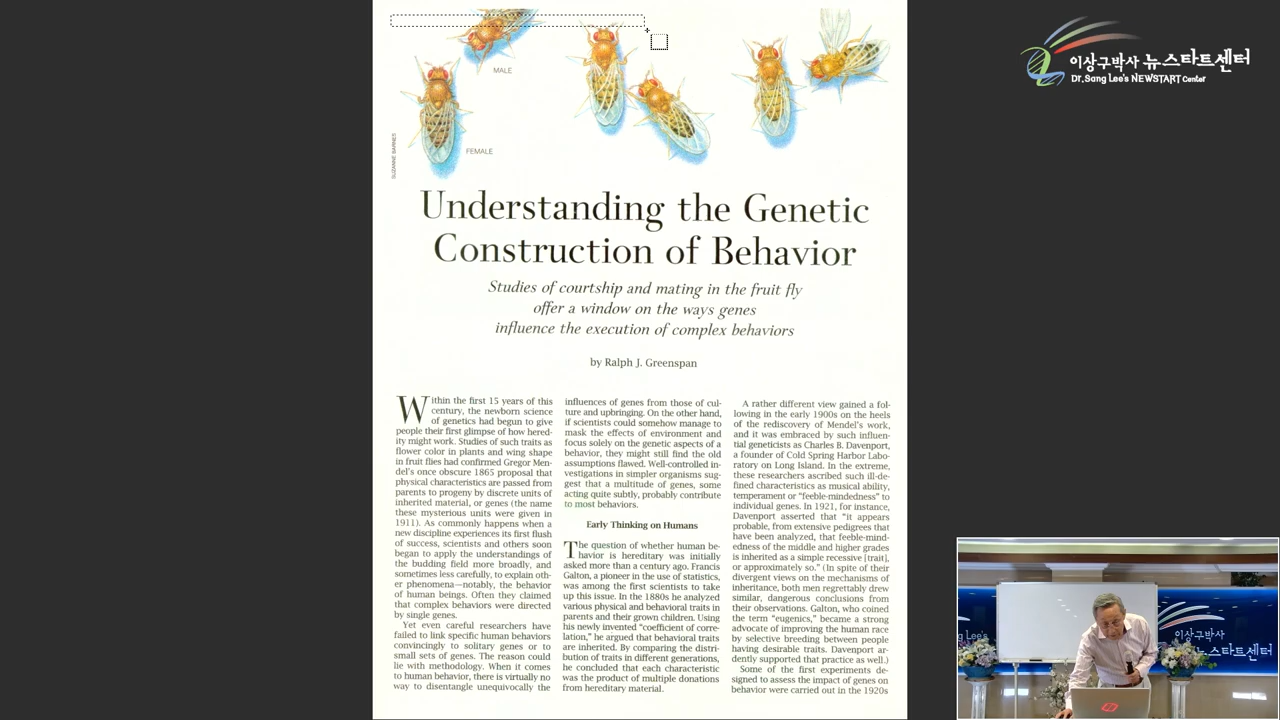 이상구박사 뉴스타트센터
Dr. Sang Lee's NEWSTART Center
MALE
FEMALE
SUZANNE BARNES
Understanding the Genetic
Construction of Behavior
Studies of courtship and mating in the fruit fly
offer a window on the ways genes
influence the execution of complex behaviors
by Ralph J. Greenspan
Within the first 15 years of this
century, the newborn science
of genetics had begun to give
people their first glimpse of how hered-
ity might work. Studies of such traits as
flower color in plants and wing shape
in fruit flies had confirmed Gregor Men-
del's once obscure 1865 proposal that
physical characteristics are passed from
parents to progeny by discrete units of
inherited material, or genes (the name
these mysterious units were given in
1911). As commonly happens when a
new discipline experiences its first flush
of success, scientists and others soon
began to apply the understandings of
the budding field more broadly, and
sometimes less carefully, to explain oth-
er phenomena—notably, the behavior
of human beings. Often they claimed
that complex behaviors were directed
by single genes.
Yet even careful researchers have
failed to link specific human behaviors
convincingly to solitary genes or to
small sets of genes. The reason could
lie with methodology. When it comes
to human behavior, there is virtually no
way to disentangle unequivocally the
influences of genes from those of cul-
ture and upbringing. On the other hand,
if scientists could somehow manage to
mask the effects of environment and
focus solely on the genetic aspects of a
behavior, they might still find the old
assumptions flawed. Well-controlled in-
vestigations in simpler organisms sug-
gest that a multitude of genes, some
acting quite subtly, probably contribute
to most behaviors.
Early Thinking on Humans
The question of whether human be-
havior is hereditary was initially
asked more than a century ago. Francis
Galton, a pioneer in the use of statistics,
was among the first scientists to take
up this issue. In the 1880s he analyzed
various physical and behavioral traits in
parents and their grown children. Using
his newly invented "coefficient of corre-
lation," he argued that behavioral traits
are inherited. By comparing the distri-
bution of traits in different generations,
he concluded that each characteristic
was the product of multiple donations
from hereditary material.
A rather different view gained a fol-
lowing in the early 1900s on the heels
of the rediscovery of Mendel's work,
and it was embraced by such influen-
tial geneticists as Charles B. Davenport,
a founder of Cold Spring Harbor Labo-
ratory on Long Island. In the extreme,
these researchers ascribed such ill-de-
fined characteristics as musical ability,
temperament or "feeble-mindedness" to
individual genes. In 1921, for instance,
Davenport asserted that "it appears
probable, from extensive pedigrees that
have been analyzed, that feeble-mind-
edness of the middle and higher grades
is inherited as a simple recessive [trait],
or approximately so." (In spite of their
divergent views on the mechanisms of
inheritance, both men regrettably drew
similar, dangerous conclusions from
their observations. Galton, who coined
the term "eugenics," became a strong
advocate of improving the human race
by selective breeding between people
having desirable traits. Davenport ar-
dently supported that practice as well.)
Some of the first experiments de-
signed to assess the impact of genes on
behavior were carried out in the 1920s
이상구박사
뉴스타트센터